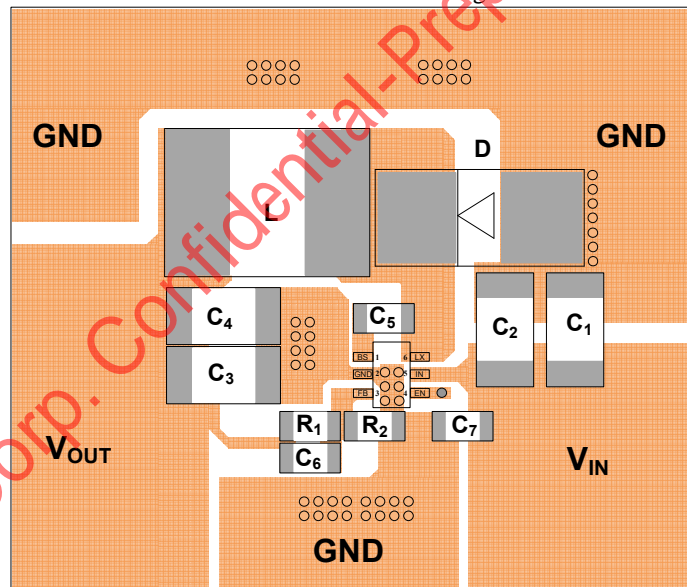 GND
GND
D
L
C4
C5
C2
C1
C3
BS 1 6 LX
GND 2 5 IN
FB 3 4 EN
R1
R2
C7
C6
VOUT
VIN
GND
Corp. Confidential-Prep